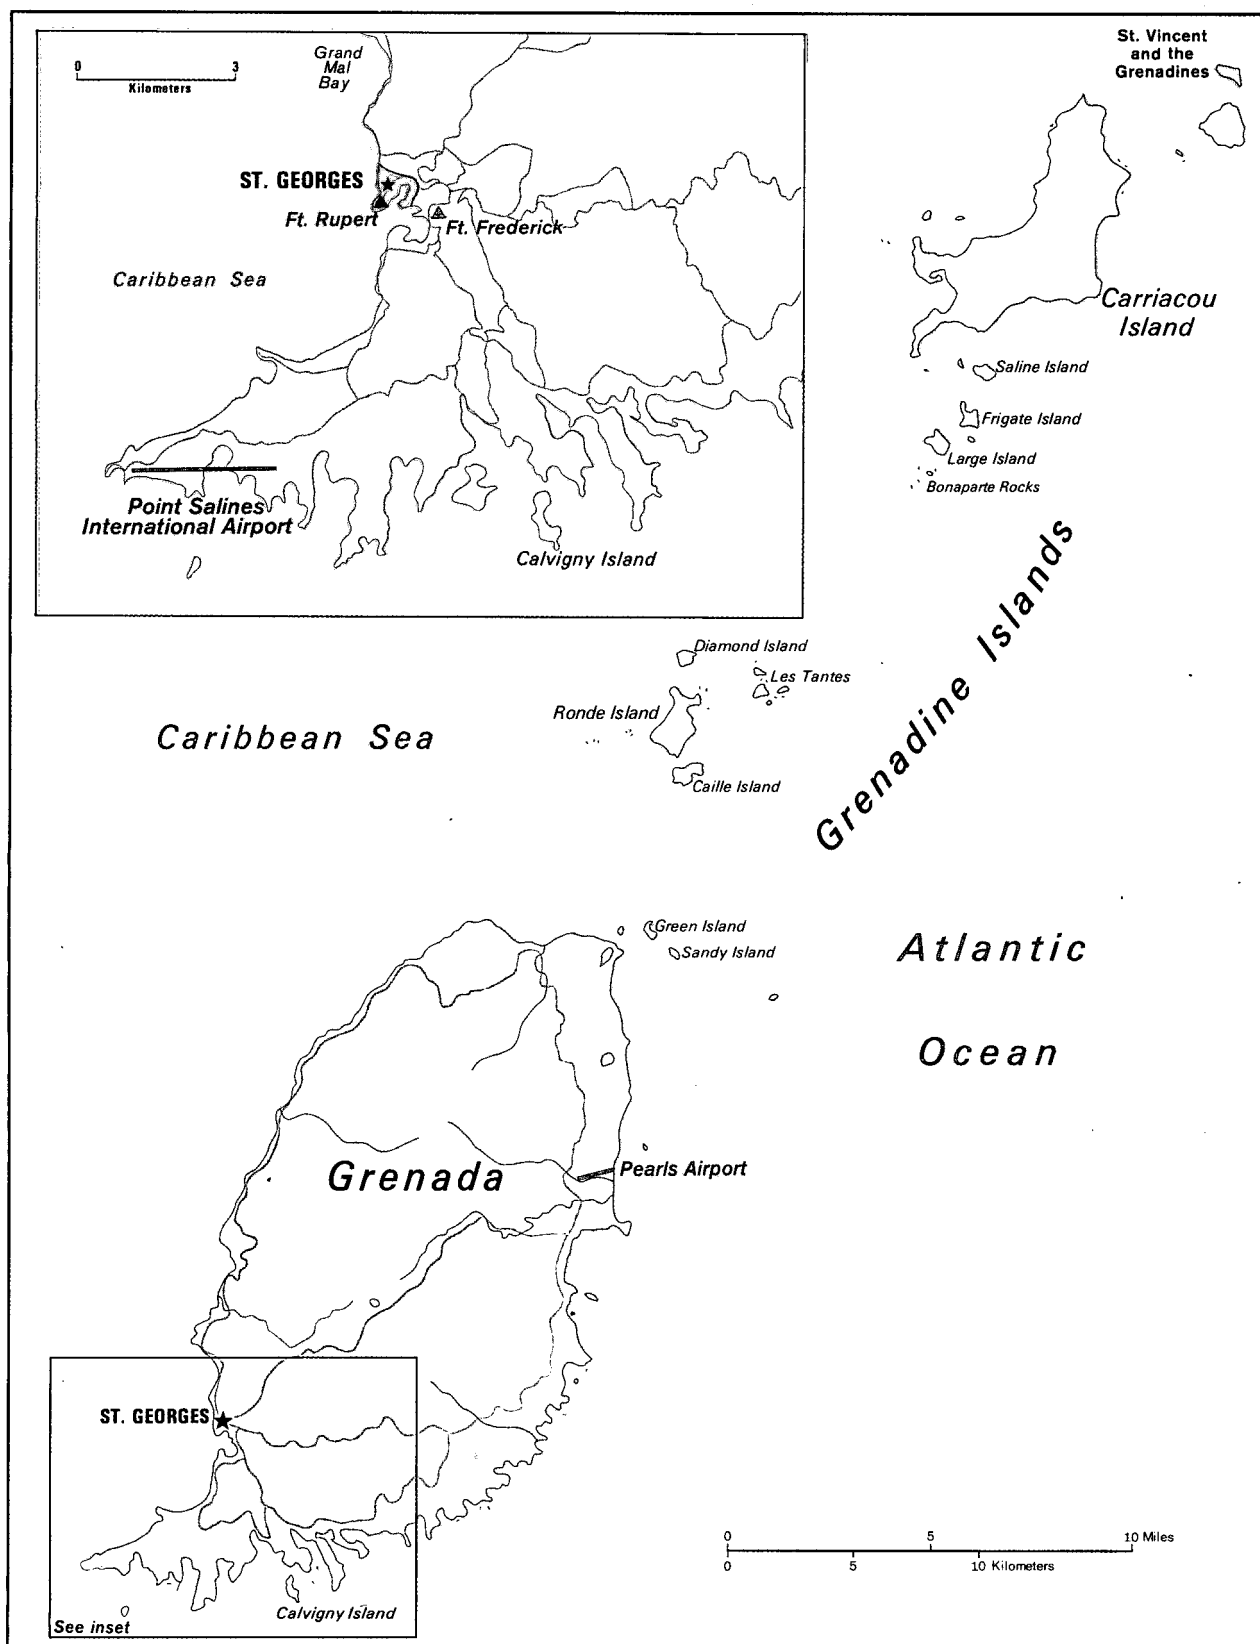 St. Vincent
and the
Grenadines
0
3
Kilometers
Grand
Mal
Bay
ST. GEORGES
Ft. Rupert
Ft. Frederick
Caribbean Sea
Point Salines
International Airport
Calvigny Island
Carriacou
Island
Saline Island
Frigate Island
Large Island
Bonaparte Rocks
Grenadine Islands
Diamond Island
Les Tantes
Ronde Island
Caille Island
Caribbean Sea
Green Island
Sandy Island
Atlantic
Ocean
Grenada
Pearls Airport
ST. GEORGES
Calvigny Island
See inset
0 5 10 Miles
0 5 10 Kilometers